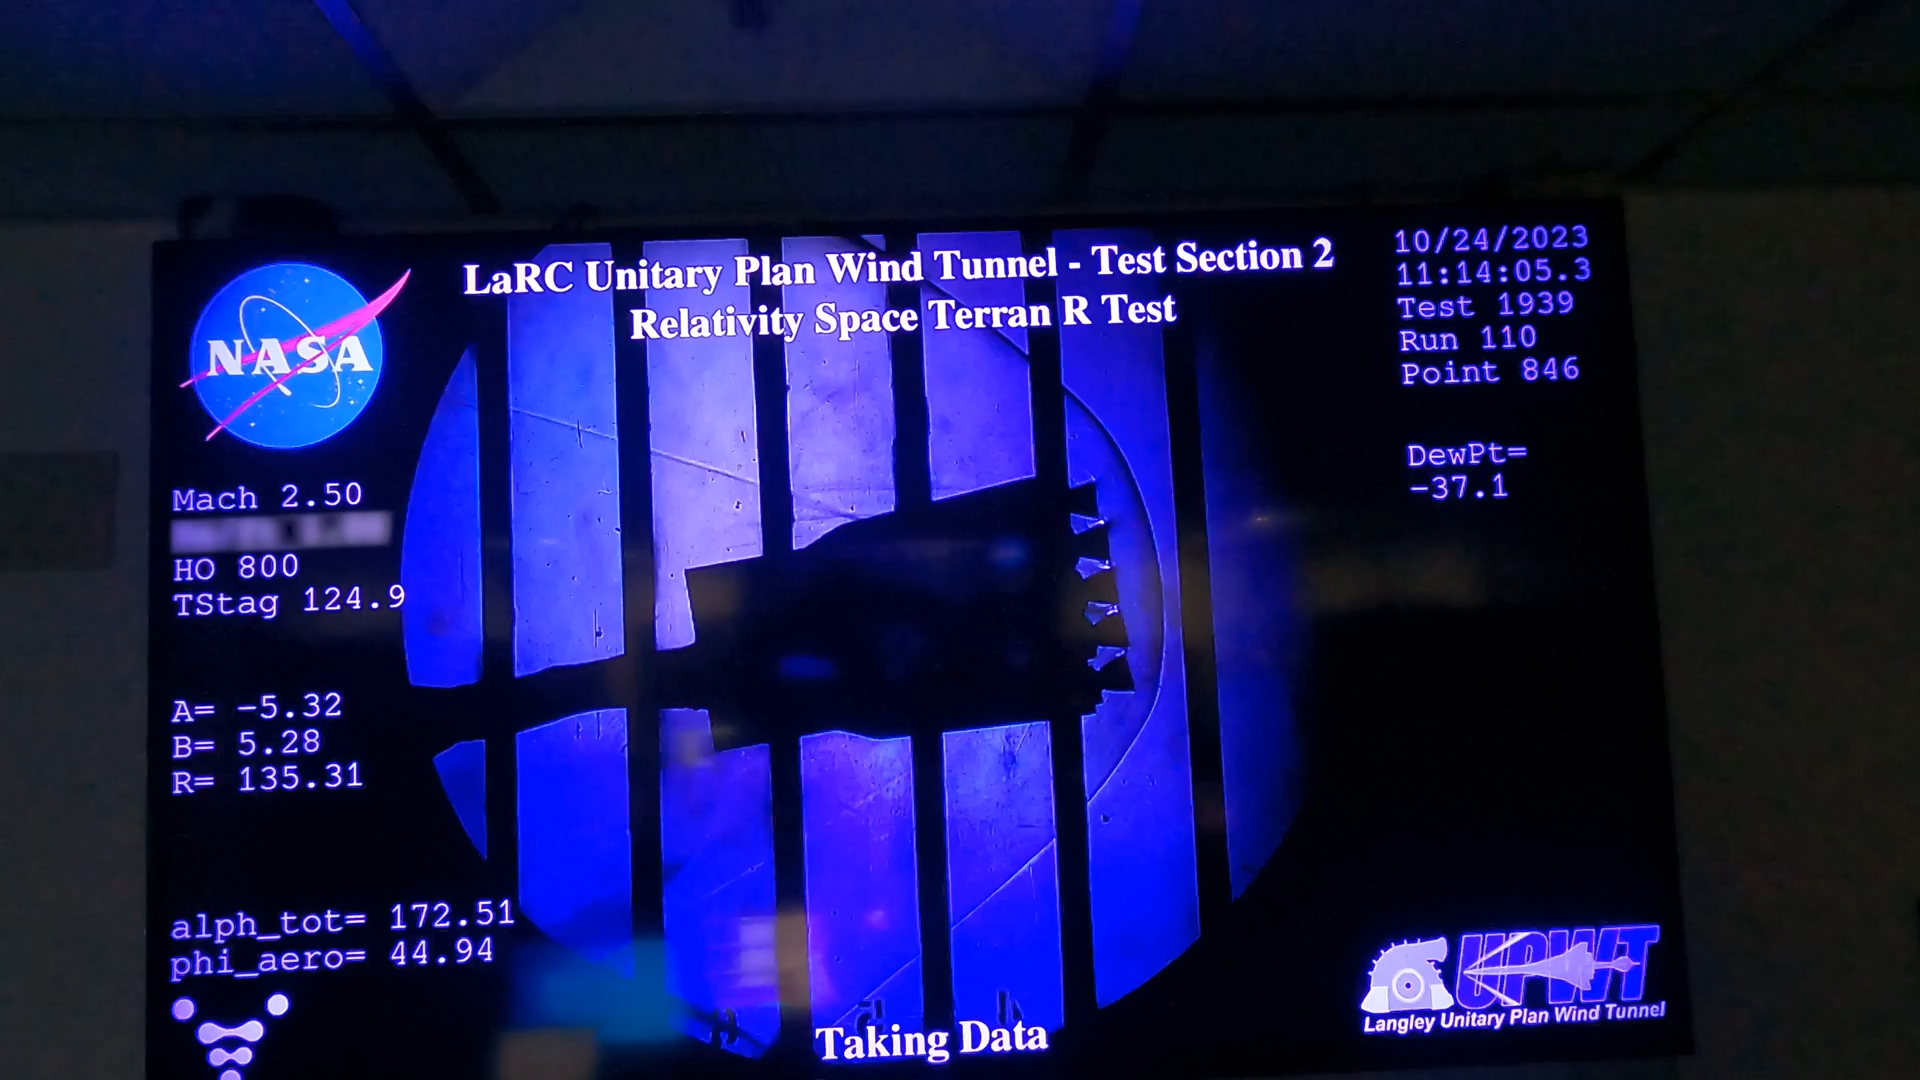 LaRC Unitary Plan Wind Tunnel - Test Section 2
Relativity Space Terran R Test
NASA
10/24/2023
11:14:05.3
Test 1939
Run 110
Point 846
DewPt=
-37.1
Mach 2.50
HO 800
TStag 124.9
A= -5.32
B= 5.28
R= 135.31
alph_tot= 172.51
phi_aero= 44.94
Taking Data
UPWT
Langley Unitary Plan Wind Tunnel